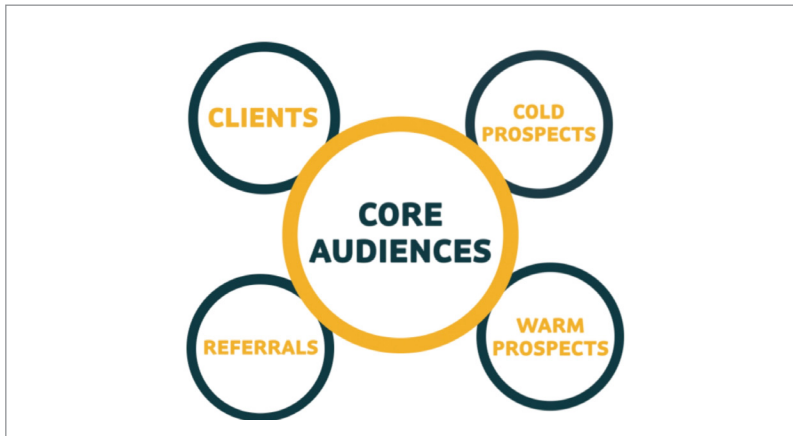 CLIENTS
COLD
PROSPECTS
CORE
AUDIENCES
REFERRALS
WARM
PROSPECTS